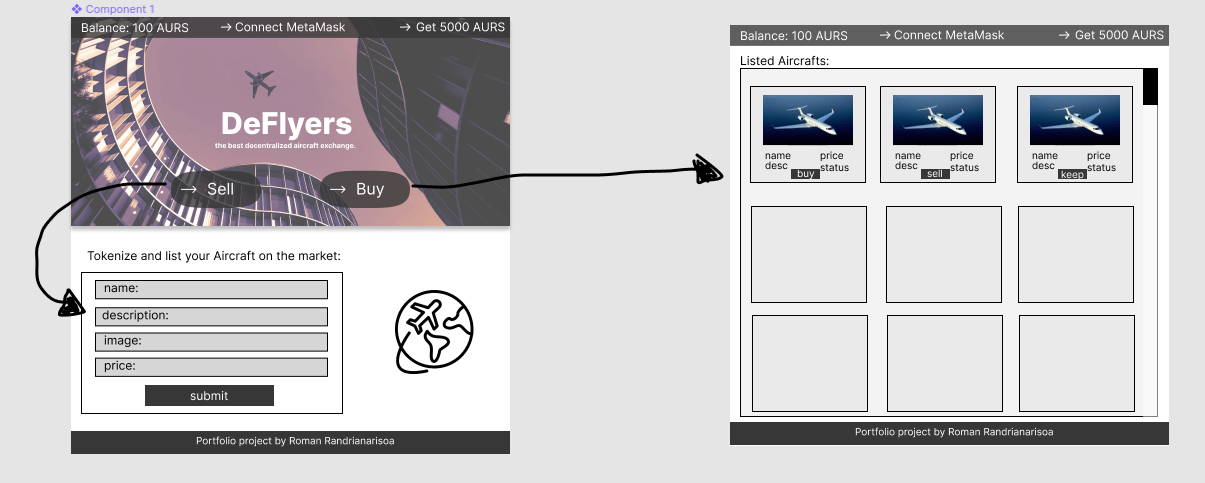 Component 1
Balance: 100 AURS → Connect MetaMask → Get 5000 AURS
DeFlyers
the best decentralized aircraft exchange.
→ Sell → Buy
Tokenize and list your Aircraft on the market:
name:
description:
image:
price:
submit
Portfolio project by Roman Randrianarisoa
Balance: 100 AURS → Connect MetaMask → Get 5000 AURS
Listed Aircrafts:
name price name price name price
desc status desc status desc status
buy sell keep
Portfolio project by Roman Randrianarisoa